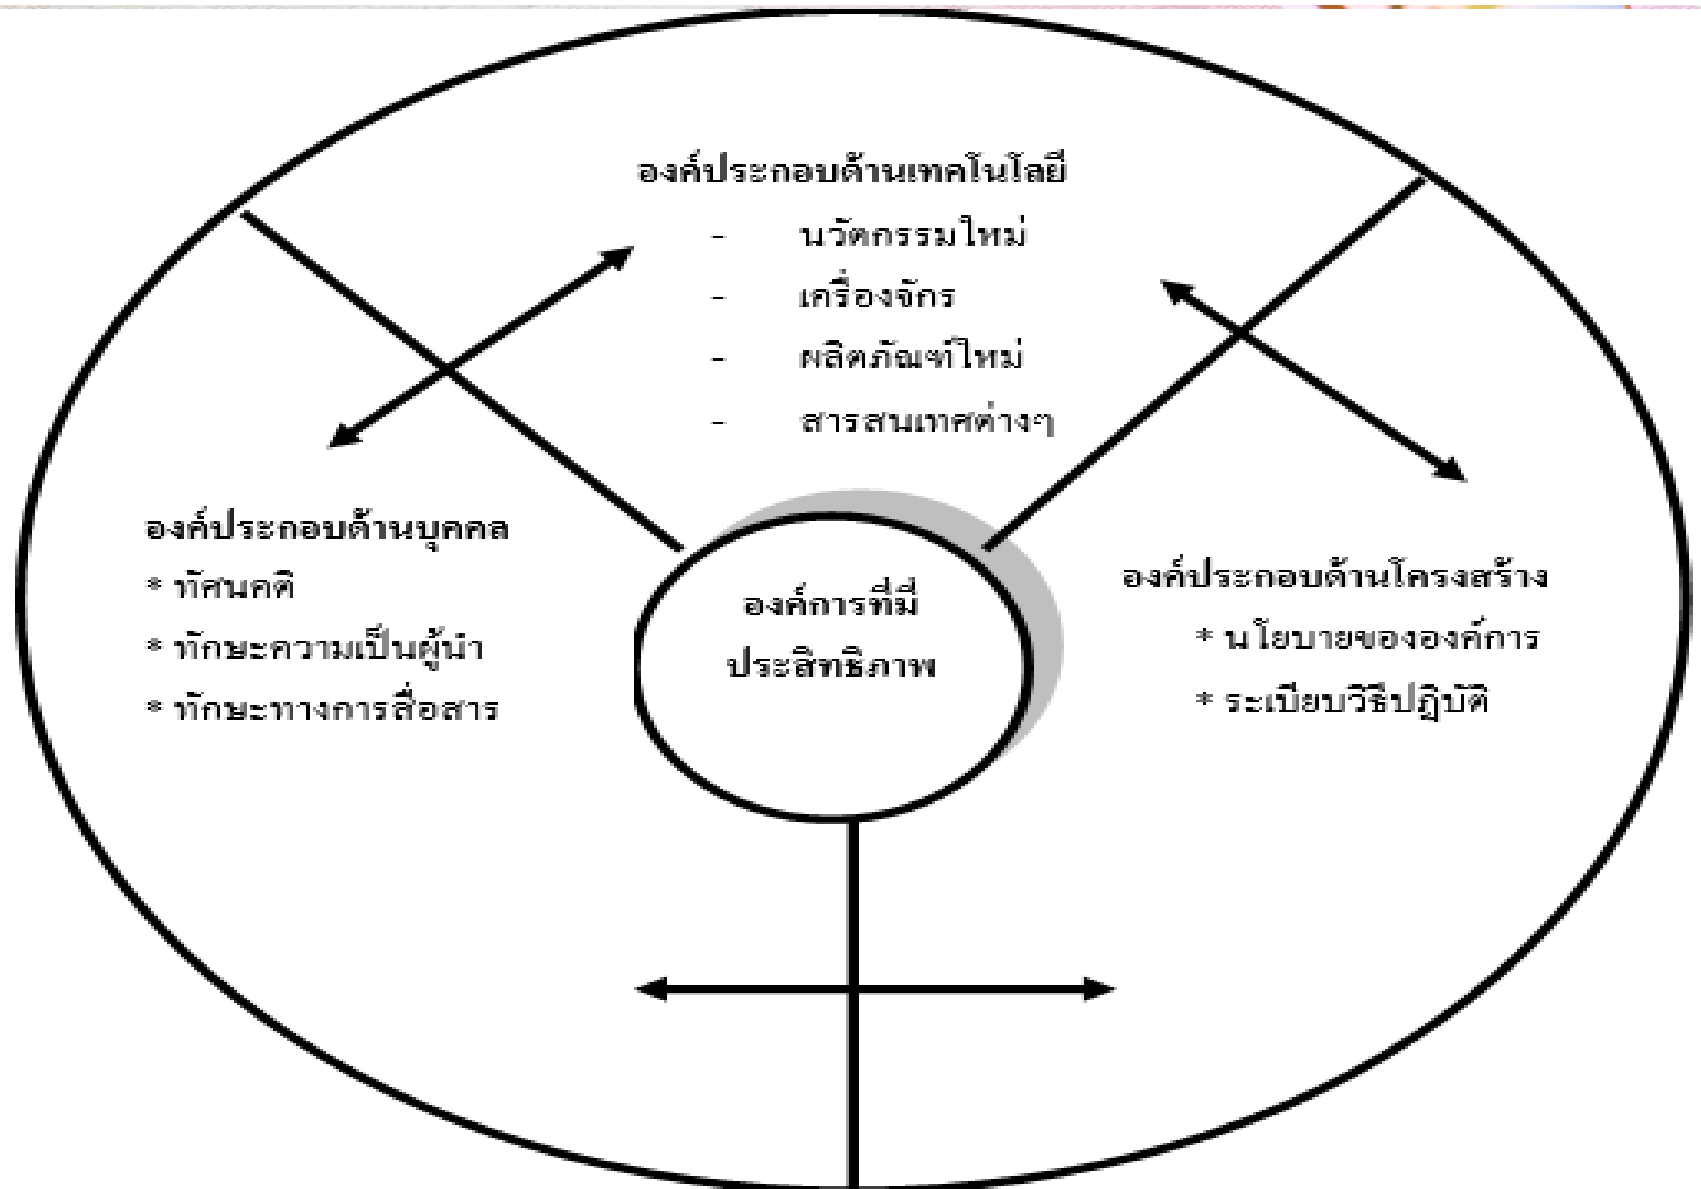 องค์ประกอบด้านเทคโนโลยี
- นวัตกรรมใหม่
- เครื่องจักร
- ผลิตภัณฑ์ใหม่
- สารสนเทศต่างๆ
องค์ประกอบด้านบุคคล
* ทัศนคติ
* ทักษะความเป็นผู้นำ
* ทักษะทางการสื่อสาร
องค์การที่มี
ประสิทธิภาพ
องค์ประกอบด้านโครงสร้าง
* นโยบายขององค์การ
* ระเบียบวิธีปฏิบัติ